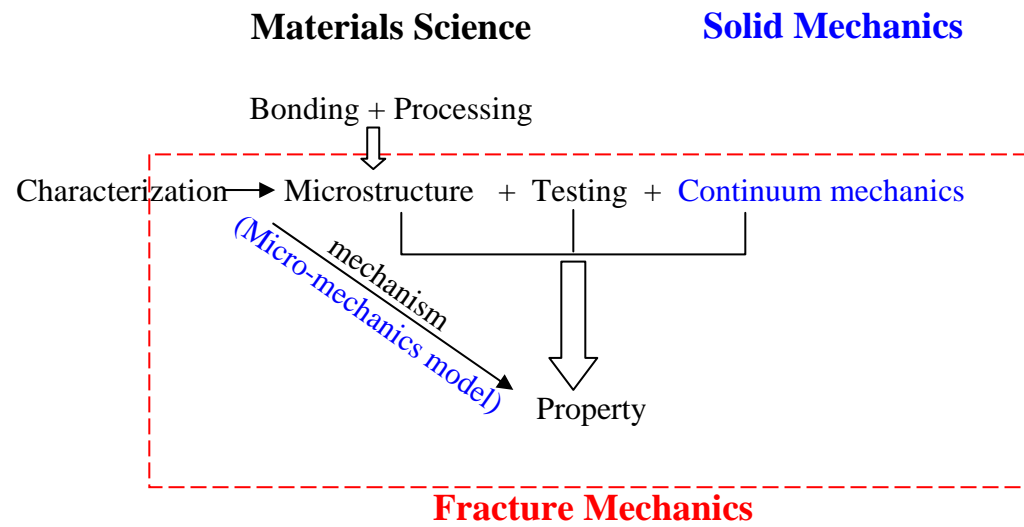 Materials Science Solid Mechanics
Bonding + Processing
Characterization Microstructure + Testing + Continuum mechanics
mechanism
(Micro-mechanics model)
Property
Fracture Mechanics